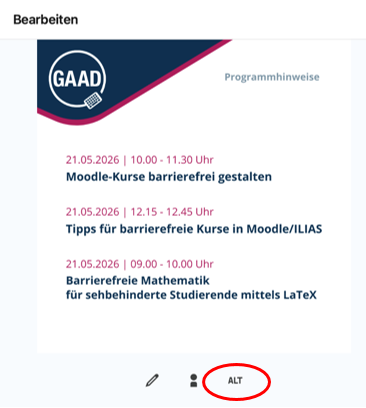 Bearbeiten
GAAD
Programmhinweise
21.05.2026 | 10.00 - 11.30 Uhr
Moodle-Kurse barrierefrei gestalten
21.05.2026 | 12.15 - 12.45 Uhr
Tipps für barrierefreie Kurse in Moodle/ILIAS
21.05.2026 | 09.00 - 10.00 Uhr
Barrierefreie Mathematik
für sehbehinderte Studierende mittels LaTeX
ALT